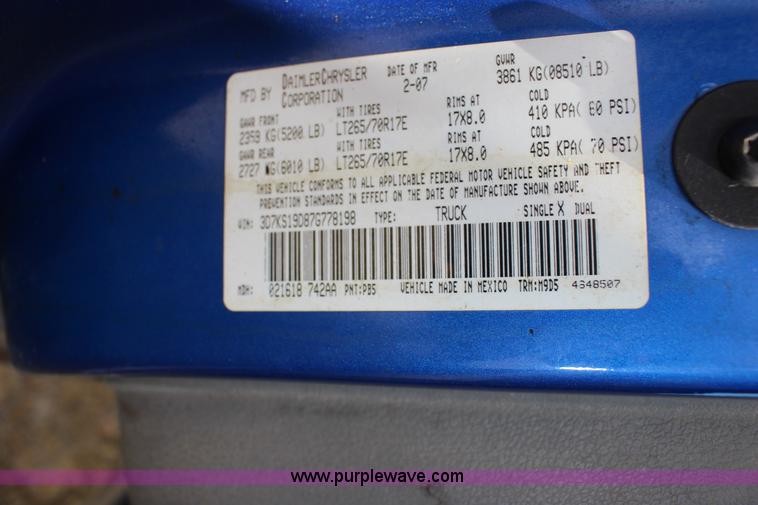 MFD BY DAIMLERCHRYSLER CORPORATION DATE OF MFR 2-07 GVWR 3861 KG(08510 LB)
GAWR FRONT WITH TIRES RIMS AT COLD
2359 KG(5200 LB) LT265/70R17E 17X8.0 410 KPA( 60 PSI)
GAWR REAR WITH TIRES RIMS AT COLD
2727 KG(6010 LB) LT265/70R17E 17X8.0 485 KPA( 70 PSI)
THIS VEHICLE CONFORMS TO ALL APPLICABLE FEDERAL MOTOR VEHICLE SAFETY AND THEFT
PREVENTION STANDARDS IN EFFECT ON THE DATE OF MANUFACTURE SHOWN ABOVE.
VIN: 3D7KS19D87G778198 TYPE: TRUCK SINGLE X DUAL
MDH: 021618 742AA PNT:PB5 VEHICLE MADE IN MEXICO TRM:M9D5 4648507
www.purplewave.com